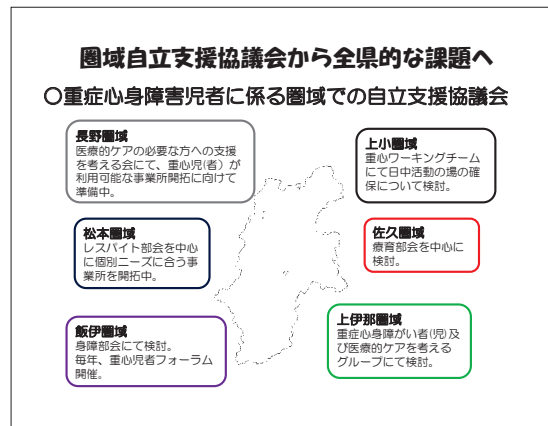 圏域自立支援協議会から全県的な課題へ
〇重症心身障害児者に係る圏域での自立支援協議会
長野圏域
医療的ケアの必要な方への支援
を考える会にて、重心児(者）が
利用可能な事業所開拓に向けて
準備中。
上小圏域
重心ワーキングチーム
にて日中活動の場の確
保について検討。
松本圏域
レスパイト部会を中心
に個別ニーズに合う事
業所を開拓中。
佐久圏域
療育部会を中心に
検討。
飯伊圏域
身障部会にて検討。
毎年、重心児者フォーラム
開催。
上伊那圏域
重症心身障がい者(児)及
び医療的ケアを考える
グループにて検討。